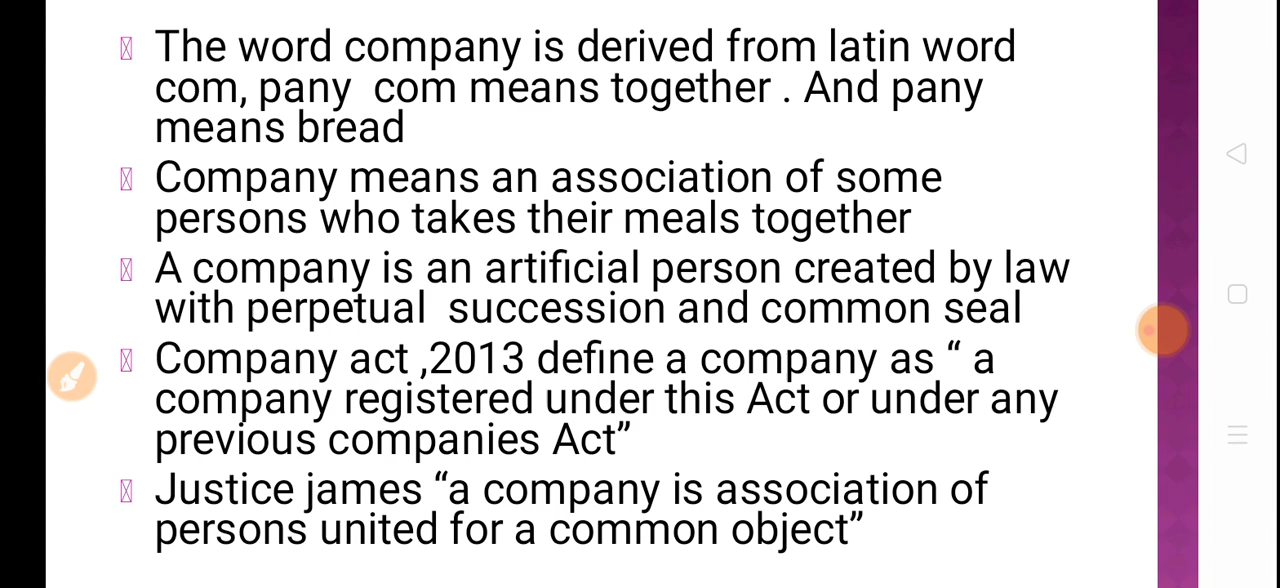 The word company is derived from latin word
com, pany com means together . And pany
means bread
Company means an association of some
persons who takes their meals together
A company is an artificial person created by law
with perpetual succession and common seal
Company act ,2013 define a company as “ a
company registered under this Act or under any
previous companies Act”
Justice james “a company is association of
persons united for a common object”